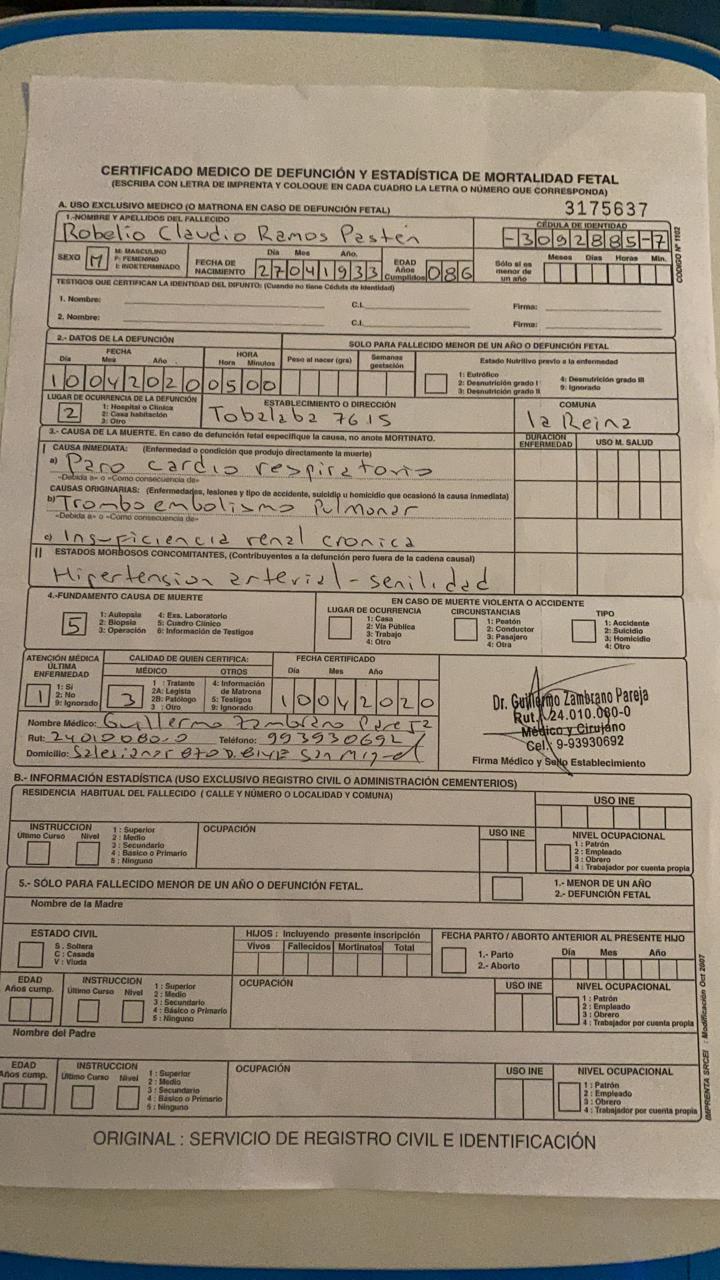 CERTIFICADO MEDICO DE DEFUNCIÓN Y ESTADÍSTICA DE MORTALIDAD FETAL
(ESCRIBA CON LETRA DE IMPRENTA Y COLOQUE EN CADA CUADRO LA LETRA O NÚMERO QUE CORRESPONDA)
A. USO EXCLUSIVO MEDICO (O MATRONA EN CASO DE DEFUNCIÓN FETAL) 3175637
1.-NOMBRE Y APELLIDOS DEL FALLECIDO CÉDULA DE IDENTIDAD
Robelio Claudio Ramos Pastén -3092885-7
CODIGO Nº 1102
SEXO M M: MASCULINO F: FEMENINO I: INDETERMINADO FECHA DE NACIMIENTO Día Mes Año. 27041933 EDAD Años Cumplidos 086 Sólo si es menor de un año Meses Días Horas Min.
TESTIGOS QUE CERTIFICAN LA IDENTIDAD DEL DIFUNTO: (Cuando no tiene Cédula de Identidad)
1. Nombre: C.I. Firma:
2. Nombre: C.I. Firma:
2.- DATOS DE LA DEFUNCIÓN SOLO PARA FALLECIDO MENOR DE UN AÑO O DEFUNCIÓN FETAL
FECHA HORA Peso al nacer (grs) Semanas gestación Estado Nutritivo previo a la enfermedad
Día Mes Año Hora Minutos
10042020 0500 1: Eutrófico 2: Desnutrición grado I 3: Desnutrición grado II 4: Desnutrición grado III 9: Ignorado
LUGAR DE OCURRENCIA DE LA DEFUNCIÓN ESTABLECIMIENTO O DIRECCIÓN COMUNA
2 1: Hospital o Clínica 2: Casa habitación 3: Otro Tobalaba 7615 la Reina
3.- CAUSA DE LA MUERTE. En caso de defunción fetal especifique la causa, no anote MORTINATO. DURACIÓN ENFERMEDAD USO M. SALUD
I CAUSA INMEDIATA: (Enfermedad o condición que produjo directamente la muerte)
a) Paro cardio respiratorio
«Debida a» o «Como consecuencia de»
CAUSAS ORIGINARIAS: (Enfermedades, lesiones y tipo de accidente, suicidio u homicidio que ocasionó la causa inmediata)
b) Tromboembolismo Pulmonar
«Debida a» o «Como consecuencia de»
c) Insuficiencia renal cronica
II ESTADOS MORBOSOS CONCOMITANTES, (Contribuyentes a la defunción pero fuera de la cadena causal)
Hipertension arterial - senilidad
4.-FUNDAMENTO CAUSA DE MUERTE EN CASO DE MUERTE VIOLENTA O ACCIDENTE
LUGAR DE OCURRENCIA CIRCUNSTANCIAS TIPO
5 1: Autopsia 2: Biopsia 3: Operación 4: Exs. Laboratorio 5: Cuadro Clínico 6: Información de Testigos
1: Casa 2: Vía Pública 3: Trabajo 4: Otro
1: Peatón 2: Conductor 3: Pasajero 4: Otra
1: Accidente 2: Suicidio 3: Homicidio 4: Otro
ATENCIÓN MÉDICA ÚLTIMA ENFERMEDAD CALIDAD DE QUIEN CERTIFICA: FECHA CERTIFICADO
MÉDICO OTROS Día Mes Año
1 1: Si 2: No 9: Ignorado 3 1 : Tratante 2A: Legista 2B: Patólogo 3 : Otro 4: Información de Matrona 5: Testigos 9: Ignorado 10042020
Dr. Guillermo Zambrano Pareja
Rut. 24.010.080-0
Médico y Cirujano
Cel. 9-93930692
Firma Médico y Sello Establecimiento
Nombre Médico: Guillermo Zambrano Pareja
Rut: 24010080-0 Teléfono: 993930692
Domicilio: Salesianos 870 San Miguel
B.- INFORMACIÓN ESTADÍSTICA (USO EXCLUSIVO REGISTRO CIVIL O ADMINISTRACIÓN CEMENTERIOS)
RESIDENCIA HABITUAL DEL FALLECIDO ( CALLE Y NÚMERO O LOCALIDAD Y COMUNA) USO INE
INSTRUCCION Último Curso Nivel 1 : Superior 2 : Medio 3 : Secundario 4 : Básico o Primario 5 : Ninguno OCUPACIÓN USO INE NIVEL OCUPACIONAL 1 : Patrón 2 : Empleado 3 : Obrero 4 : Trabajador por cuenta propia
5.- SÓLO PARA FALLECIDO MENOR DE UN AÑO O DEFUNCIÓN FETAL. 1.- MENOR DE UN AÑO 2.- DEFUNCIÓN FETAL
Nombre de la Madre
ESTADO CIVIL S . Soltera C : Casada V : Viuda HIJOS : Incluyendo presente inscripción Vivos Fallecidos Mortinatos Total FECHA PARTO / ABORTO ANTERIOR AL PRESENTE HIJO 1.- Parto 2.- Aborto Día Mes Año
EDAD Años cump. INSTRUCCION Último Curso Nivel 1 : Superior 2 : Medio 3 : Secundario 4 : Básico o Primario 5 : Ninguno OCUPACIÓN USO INE NIVEL OCUPACIONAL 1 : Patrón 2 : Empleado 3 : Obrero 4 : Trabajador por cuenta propia
Nombre del Padre
EDAD Años cump. INSTRUCCION Último Curso Nivel 1 : Superior 2 : Medio 3 : Secundario 4 : Básico o Primario 5 : Ninguno OCUPACIÓN USO INE NIVEL OCUPACIONAL 1 : Patrón 2 : Empleado 3 : Obrero 4 : Trabajador por cuenta propia
IMPRENTA SRCEI : Modificación Oct 2007
ORIGINAL : SERVICIO DE REGISTRO CIVIL E IDENTIFICACIÓN